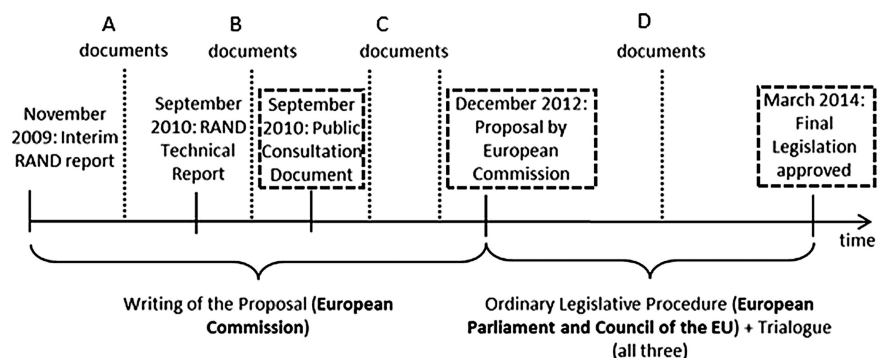 A
documents
B
documents
C
documents
D
documents
November
2009: Interim
RAND report
September
2010: RAND
Technical
Report
September
2010: Public
Consultation
Document
December 2012:
Proposal by
European
Commission
March 2014:
Final
Legislation
approved
time
Writing of the Proposal (European
Commission)
Ordinary Legislative Procedure (European
Parliament and Council of the EU) + Trialogue
(all three)